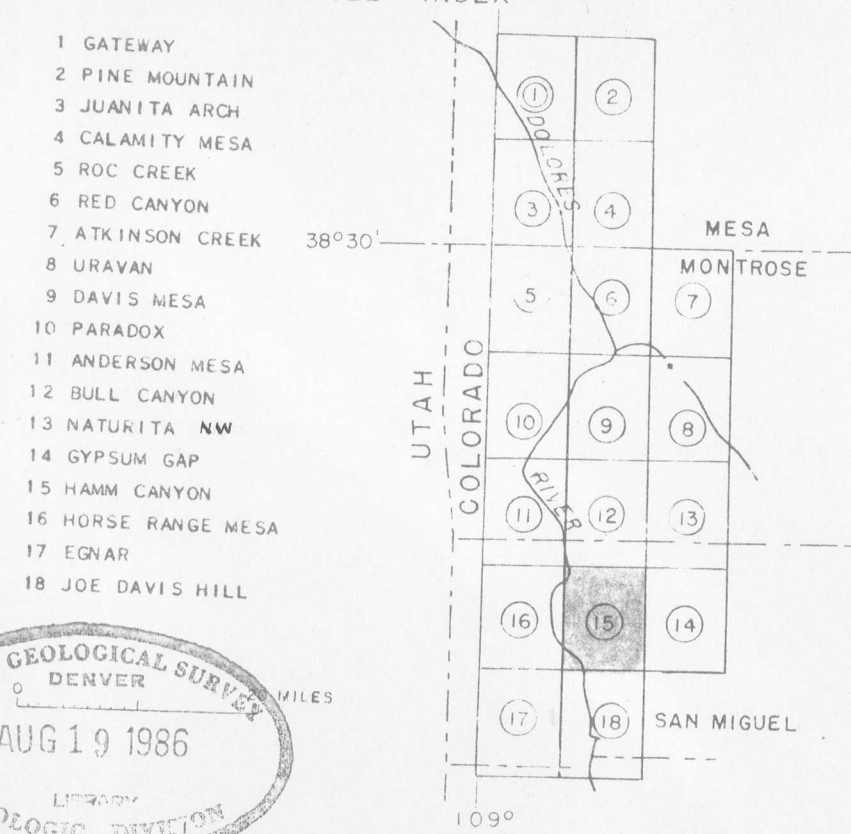 INDEX
1 GATEWAY
2 PINE MOUNTAIN
3 JUANITA ARCH
4 CALAMITY MESA
5 ROC CREEK
6 RED CANYON
7 ATKINSON CREEK
8 URAVAN
9 DAVIS MESA
10 PARADOX
11 ANDERSON MESA
12 BULL CANYON
13 NATURITA NW
14 GYPSUM GAP
15 HAMM CANYON
16 HORSE RANGE MESA
17 EGNAR
18 JOE DAVIS HILL
GEOLOGICAL SURVEY
DENVER
0 20 MILES
AUG 19 1986
LIBRARY
DIVISION
1 2
DOLORES
3 4
38°30'
MESA
MONTROSE
5 6 7
UTAH
COLORADO
10 9 8
RIVER
11 12 13
16 15 14
17 18
SAN MIGUEL
109°